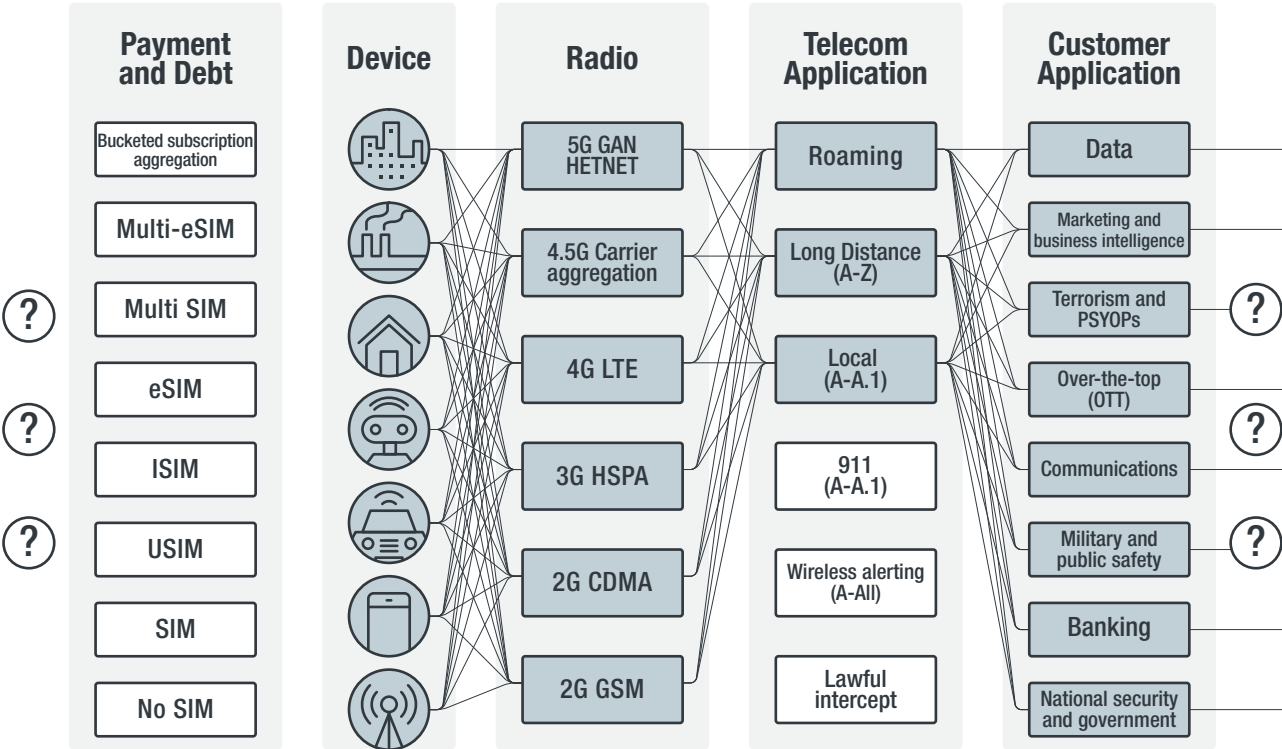 Payment
and Debt
Device
Radio
Telecom
Application
Customer
Application
Bucketed subscription
aggregation
Multi-eSIM
Multi SIM
eSIM
ISIM
USIM
SIM
No SIM
?
?
?
5G GAN
HETNET
4.5G Carrier
aggregation
4G LTE
3G HSPA
2G CDMA
2G GSM
Roaming
Long Distance
(A-Z)
Local
(A-A.1)
911
(A-A.1)
Wireless alerting
(A-All)
Lawful
intercept
Data
Marketing and
business intelligence
Terrorism and
PSYOPs
Over-the-top
(OTT)
Communications
Military and
public safety
Banking
National security
and government
?
?
?